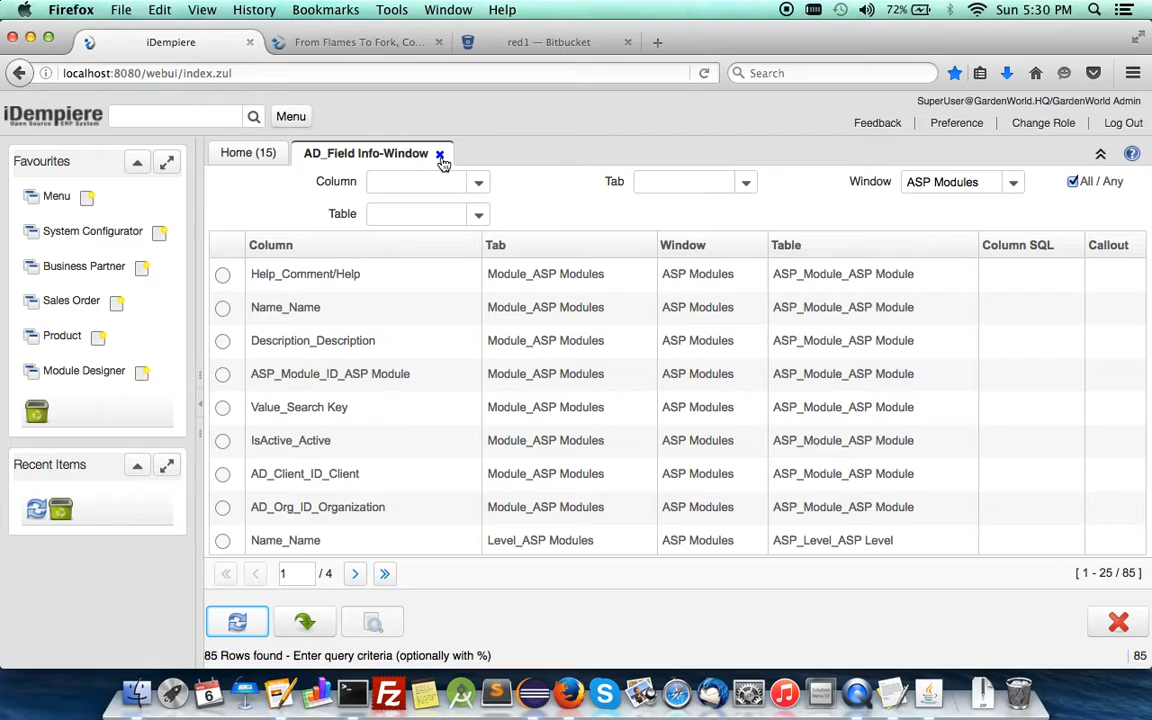 Firefox File Edit View History Bookmarks Tools Window Help 72% Sun 5:30 PM
iDempiere From Flames To Fork, Co... red1 — Bitbucket
localhost:8080/webui/index.zul Search
SuperUser@GardenWorld.HQ/GardenWorld Admin
iDempiere Menu
Open Source ERP System
Feedback Preference Change Role Log Out
Favourites
Menu
System Configurator
Business Partner
Sales Order
Product
Module Designer
Recent Items
Home (15) AD_Field Info-Window
Column Tab Window ASP Modules All / Any
Table
Column Tab Window Table Column SQL Callout
Help_Comment/Help Module_ASP Modules ASP Modules ASP_Module_ASP Module
Name_Name Module_ASP Modules ASP Modules ASP_Module_ASP Module
Description_Description Module_ASP Modules ASP Modules ASP_Module_ASP Module
ASP_Module_ID_ASP Module Module_ASP Modules ASP Modules ASP_Module_ASP Module
Value_Search Key Module_ASP Modules ASP Modules ASP_Module_ASP Module
IsActive_Active Module_ASP Modules ASP Modules ASP_Module_ASP Module
AD_Client_ID_Client Module_ASP Modules ASP Modules ASP_Module_ASP Module
AD_Org_ID_Organization Module_ASP Modules ASP Modules ASP_Module_ASP Module
Name_Name Level_ASP Modules ASP Modules ASP_Level_ASP Level
1 / 4 [ 1 - 25 / 85 ]
85 Rows found - Enter query criteria (optionally with %) 85